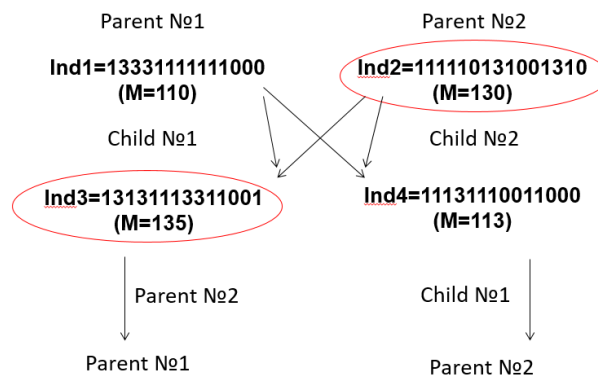 Parent №1 Parent №2
Ind1=13331111111000 Ind2=111110131001310
(M=110) (M=130)
Child №1 Child №2
Ind3=13131113311001 Ind4=11131110011000
(M=135) (M=113)
Parent №2 Child №1
Parent №1 Parent №2